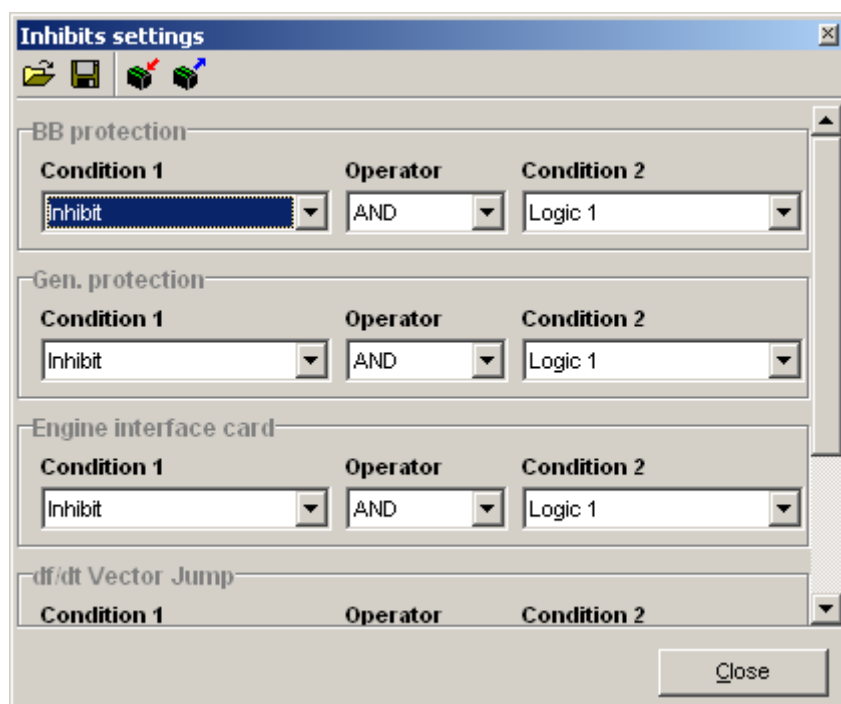 Inhibits settings
BB protection
Condition 1 Operator Condition 2
Inhibit AND Logic 1
Gen. protection
Condition 1 Operator Condition 2
Inhibit AND Logic 1
Engine interface card
Condition 1 Operator Condition 2
Inhibit AND Logic 1
df/dt Vector Jump
Condition 1 Operator Condition 2
Close